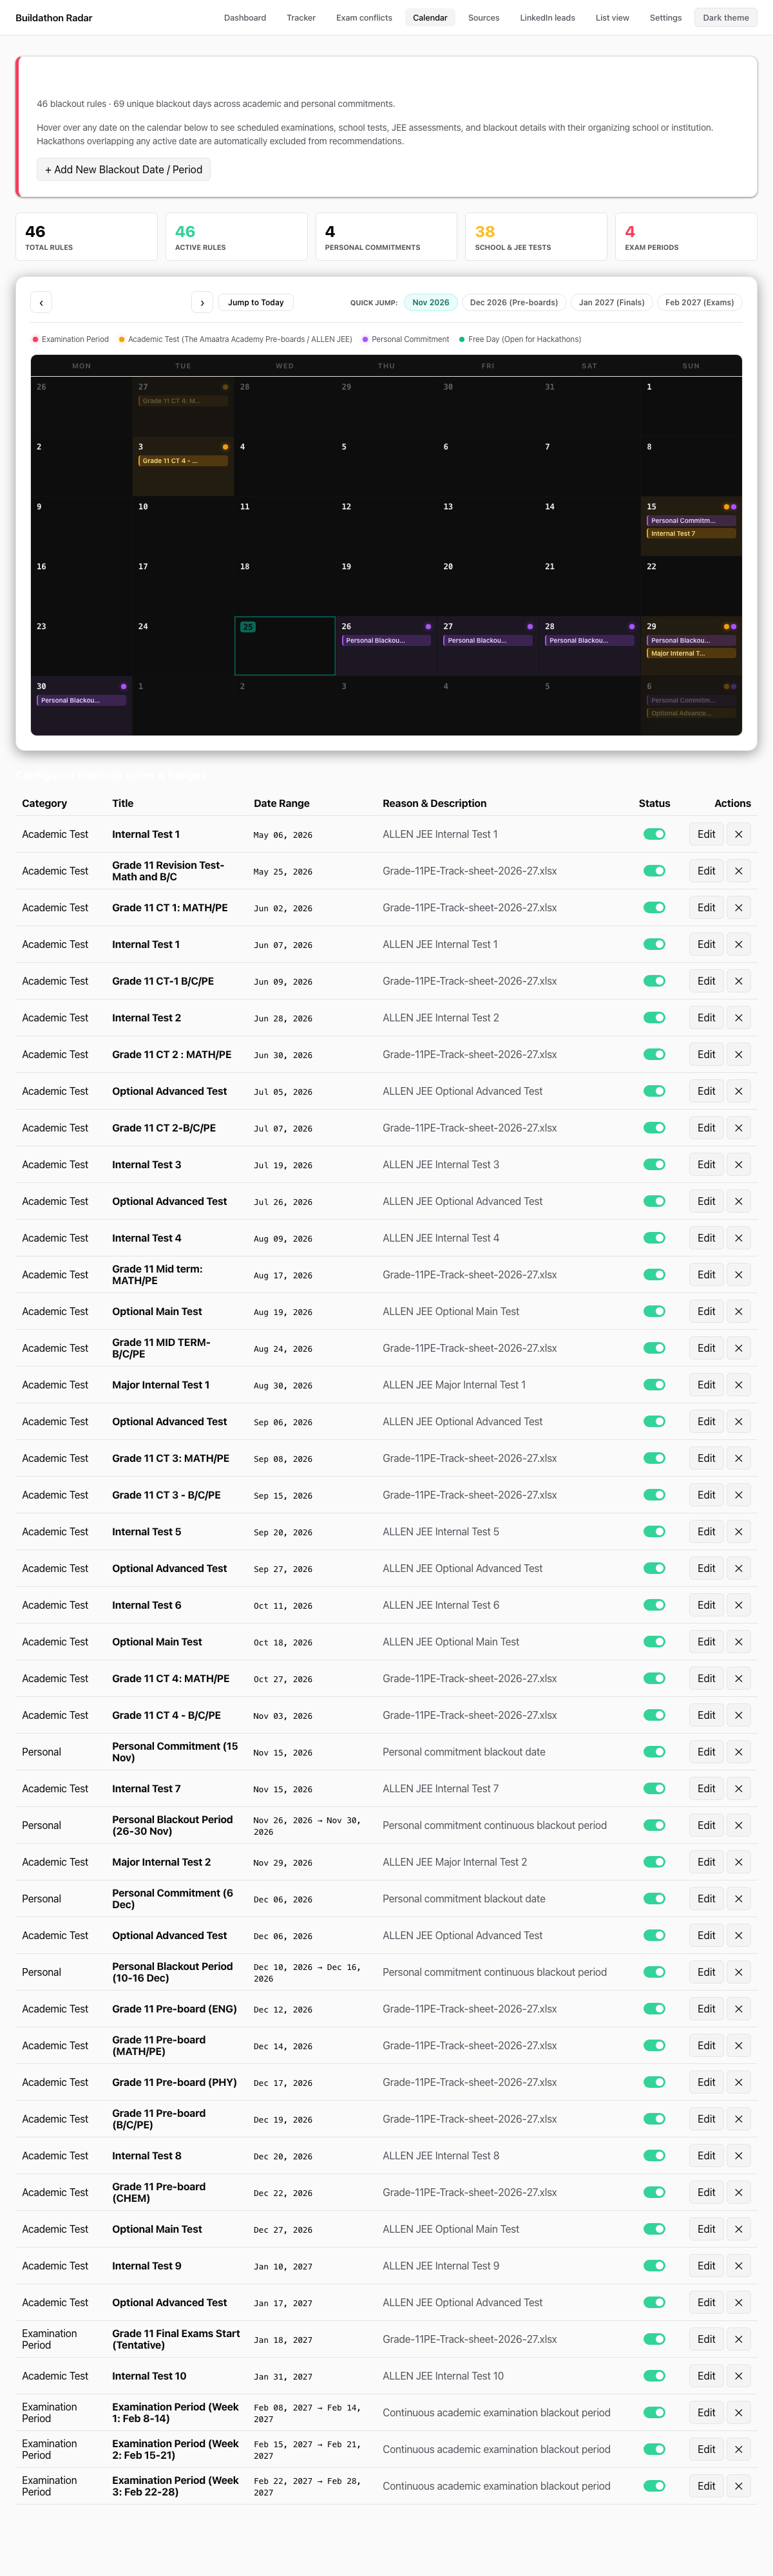 Buildathon Radar
Dashboard Tracker Exam conflicts Calendar Sources LinkedIn leads List view Settings Dark theme
46 blackout rules · 69 unique blackout days across academic and personal commitments.
Hover over any date on the calendar below to see scheduled examinations, school tests, JEE assessments, and blackout details with their organizing school or institution.
Hackathons overlapping any active date are automatically excluded from recommendations.
+ Add New Blackout Date / Period
46 46 4 38 4
TOTAL RULES ACTIVE RULES PERSONAL COMMITMENTS SCHOOL & JEE TESTS EXAM PERIODS
‹ › Jump to Today QUICK JUMP: Nov 2026 Dec 2026 (Pre-boards) Jan 2027 (Finals) Feb 2027 (Exams)
Examination Period Academic Test (The Amaatra Academy Pre-boards / ALLEN JEE) Personal Commitment Free Day (Open for Hackathons)
MON TUE WED THU FRI SAT SUN
26 27 28 29 30 31 1
Grade 11 CT 4: M...
2 3 4 5 6 7 8
Grade 11 CT 4 - ...
9 10 11 12 13 14 15
Personal Commitm...
Internal Test 7
16 17 18 19 20 21 22
23 24 25 26 27 28 29
Personal Blackou... Personal Blackou... Personal Blackou... Personal Blackou...
Major Internal T...
30 1 2 3 4 5 6
Personal Blackou... Personal Commitm...
Optional Advance...
Category Title Date Range Reason & Description Status Actions
Academic Test Internal Test 1 May 06, 2026 ALLEN JEE Internal Test 1 Edit ✕
Academic Test Grade 11 Revision Test- May 25, 2026 Grade-11PE-Track-sheet-2026-27.xlsx Edit ✕
Math and B/C
Academic Test Grade 11 CT 1: MATH/PE Jun 02, 2026 Grade-11PE-Track-sheet-2026-27.xlsx Edit ✕
Academic Test Internal Test 1 Jun 07, 2026 ALLEN JEE Internal Test 1 Edit ✕
Academic Test Grade 11 CT-1 B/C/PE Jun 09, 2026 Grade-11PE-Track-sheet-2026-27.xlsx Edit ✕
Academic Test Internal Test 2 Jun 28, 2026 ALLEN JEE Internal Test 2 Edit ✕
Academic Test Grade 11 CT 2 : MATH/PE Jun 30, 2026 Grade-11PE-Track-sheet-2026-27.xlsx Edit ✕
Academic Test Optional Advanced Test Jul 05, 2026 ALLEN JEE Optional Advanced Test Edit ✕
Academic Test Grade 11 CT 2-B/C/PE Jul 07, 2026 Grade-11PE-Track-sheet-2026-27.xlsx Edit ✕
Academic Test Internal Test 3 Jul 19, 2026 ALLEN JEE Internal Test 3 Edit ✕
Academic Test Optional Advanced Test Jul 26, 2026 ALLEN JEE Optional Advanced Test Edit ✕
Academic Test Internal Test 4 Aug 09, 2026 ALLEN JEE Internal Test 4 Edit ✕
Academic Test Grade 11 Mid term: Aug 17, 2026 Grade-11PE-Track-sheet-2026-27.xlsx Edit ✕
MATH/PE
Academic Test Optional Main Test Aug 19, 2026 ALLEN JEE Optional Main Test Edit ✕
Academic Test Grade 11 MID TERM- Aug 24, 2026 Grade-11PE-Track-sheet-2026-27.xlsx Edit ✕
B/C/PE
Academic Test Major Internal Test 1 Aug 30, 2026 ALLEN JEE Major Internal Test 1 Edit ✕
Academic Test Optional Advanced Test Sep 06, 2026 ALLEN JEE Optional Advanced Test Edit ✕
Academic Test Grade 11 CT 3: MATH/PE Sep 08, 2026 Grade-11PE-Track-sheet-2026-27.xlsx Edit ✕
Academic Test Grade 11 CT 3 - B/C/PE Sep 15, 2026 Grade-11PE-Track-sheet-2026-27.xlsx Edit ✕
Academic Test Internal Test 5 Sep 20, 2026 ALLEN JEE Internal Test 5 Edit ✕
Academic Test Optional Advanced Test Sep 27, 2026 ALLEN JEE Optional Advanced Test Edit ✕
Academic Test Internal Test 6 Oct 11, 2026 ALLEN JEE Internal Test 6 Edit ✕
Academic Test Optional Main Test Oct 18, 2026 ALLEN JEE Optional Main Test Edit ✕
Academic Test Grade 11 CT 4: MATH/PE Oct 27, 2026 Grade-11PE-Track-sheet-2026-27.xlsx Edit ✕
Academic Test Grade 11 CT 4 - B/C/PE Nov 03, 2026 Grade-11PE-Track-sheet-2026-27.xlsx Edit ✕
Personal Personal Commitment (15 Nov 15, 2026 Personal commitment blackout date Edit ✕
Nov)
Academic Test Internal Test 7 Nov 15, 2026 ALLEN JEE Internal Test 7 Edit ✕
Personal Personal Blackout Period Nov 26, 2026 → Nov 30, Personal commitment continuous blackout period Edit ✕
(26-30 Nov) 2026
Academic Test Major Internal Test 2 Nov 29, 2026 ALLEN JEE Major Internal Test 2 Edit ✕
Personal Personal Commitment (6 Dec 06, 2026 Personal commitment blackout date Edit ✕
Dec)
Academic Test Optional Advanced Test Dec 06, 2026 ALLEN JEE Optional Advanced Test Edit ✕
Personal Personal Blackout Period Dec 10, 2026 → Dec 16, Personal commitment continuous blackout period Edit ✕
(10-16 Dec) 2026
Academic Test Grade 11 Pre-board (ENG) Dec 12, 2026 Grade-11PE-Track-sheet-2026-27.xlsx Edit ✕
Academic Test Grade 11 Pre-board Dec 14, 2026 Grade-11PE-Track-sheet-2026-27.xlsx Edit ✕
(MATH/PE)
Academic Test Grade 11 Pre-board (PHY) Dec 17, 2026 Grade-11PE-Track-sheet-2026-27.xlsx Edit ✕
Academic Test Grade 11 Pre-board Dec 19, 2026 Grade-11PE-Track-sheet-2026-27.xlsx Edit ✕
(B/C/PE)
Academic Test Internal Test 8 Dec 20, 2026 ALLEN JEE Internal Test 8 Edit ✕
Academic Test Grade 11 Pre-board Dec 22, 2026 Grade-11PE-Track-sheet-2026-27.xlsx Edit ✕
(CHEM)
Academic Test Optional Main Test Dec 27, 2026 ALLEN JEE Optional Main Test Edit ✕
Academic Test Internal Test 9 Jan 10, 2027 ALLEN JEE Internal Test 9 Edit ✕
Academic Test Optional Advanced Test Jan 17, 2027 ALLEN JEE Optional Advanced Test Edit ✕
Examination Grade 11 Final Exams Start Jan 18, 2027 Grade-11PE-Track-sheet-2026-27.xlsx Edit ✕
Period (Tentative)
Academic Test Internal Test 10 Jan 31, 2027 ALLEN JEE Internal Test 10 Edit ✕
Examination Examination Period (Week Feb 08, 2027 → Feb 14, Continuous academic examination blackout period Edit ✕
Period 1: Feb 8-14) 2027
Examination Examination Period (Week Feb 15, 2027 → Feb 21, Continuous academic examination blackout period Edit ✕
Period 2: Feb 15-21) 2027
Examination Examination Period (Week Feb 22, 2027 → Feb 28, Continuous academic examination blackout period Edit ✕
Period 3: Feb 22-28) 2027